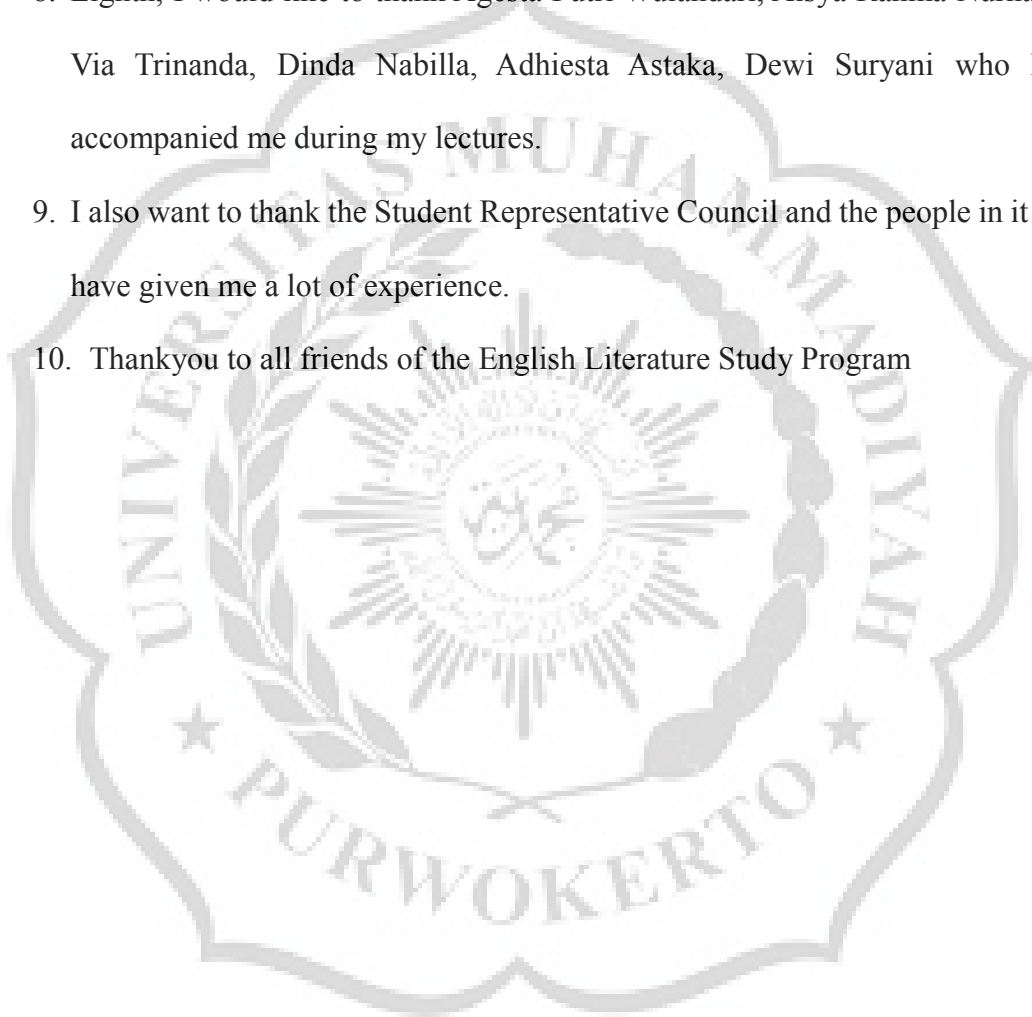 Via Trinanda, Dinda Nabilla, Adhiesta Astaka, Dewi Suryani who
accompanied me during my lectures.
9. I also want to thank the Student Representative Council and the people in it
have given me a lot of experience.
10. Thankyou to all friends of the English Literature Study Program
UNIVERSITAS MUHAMMADIYAH
PURWOKERTO